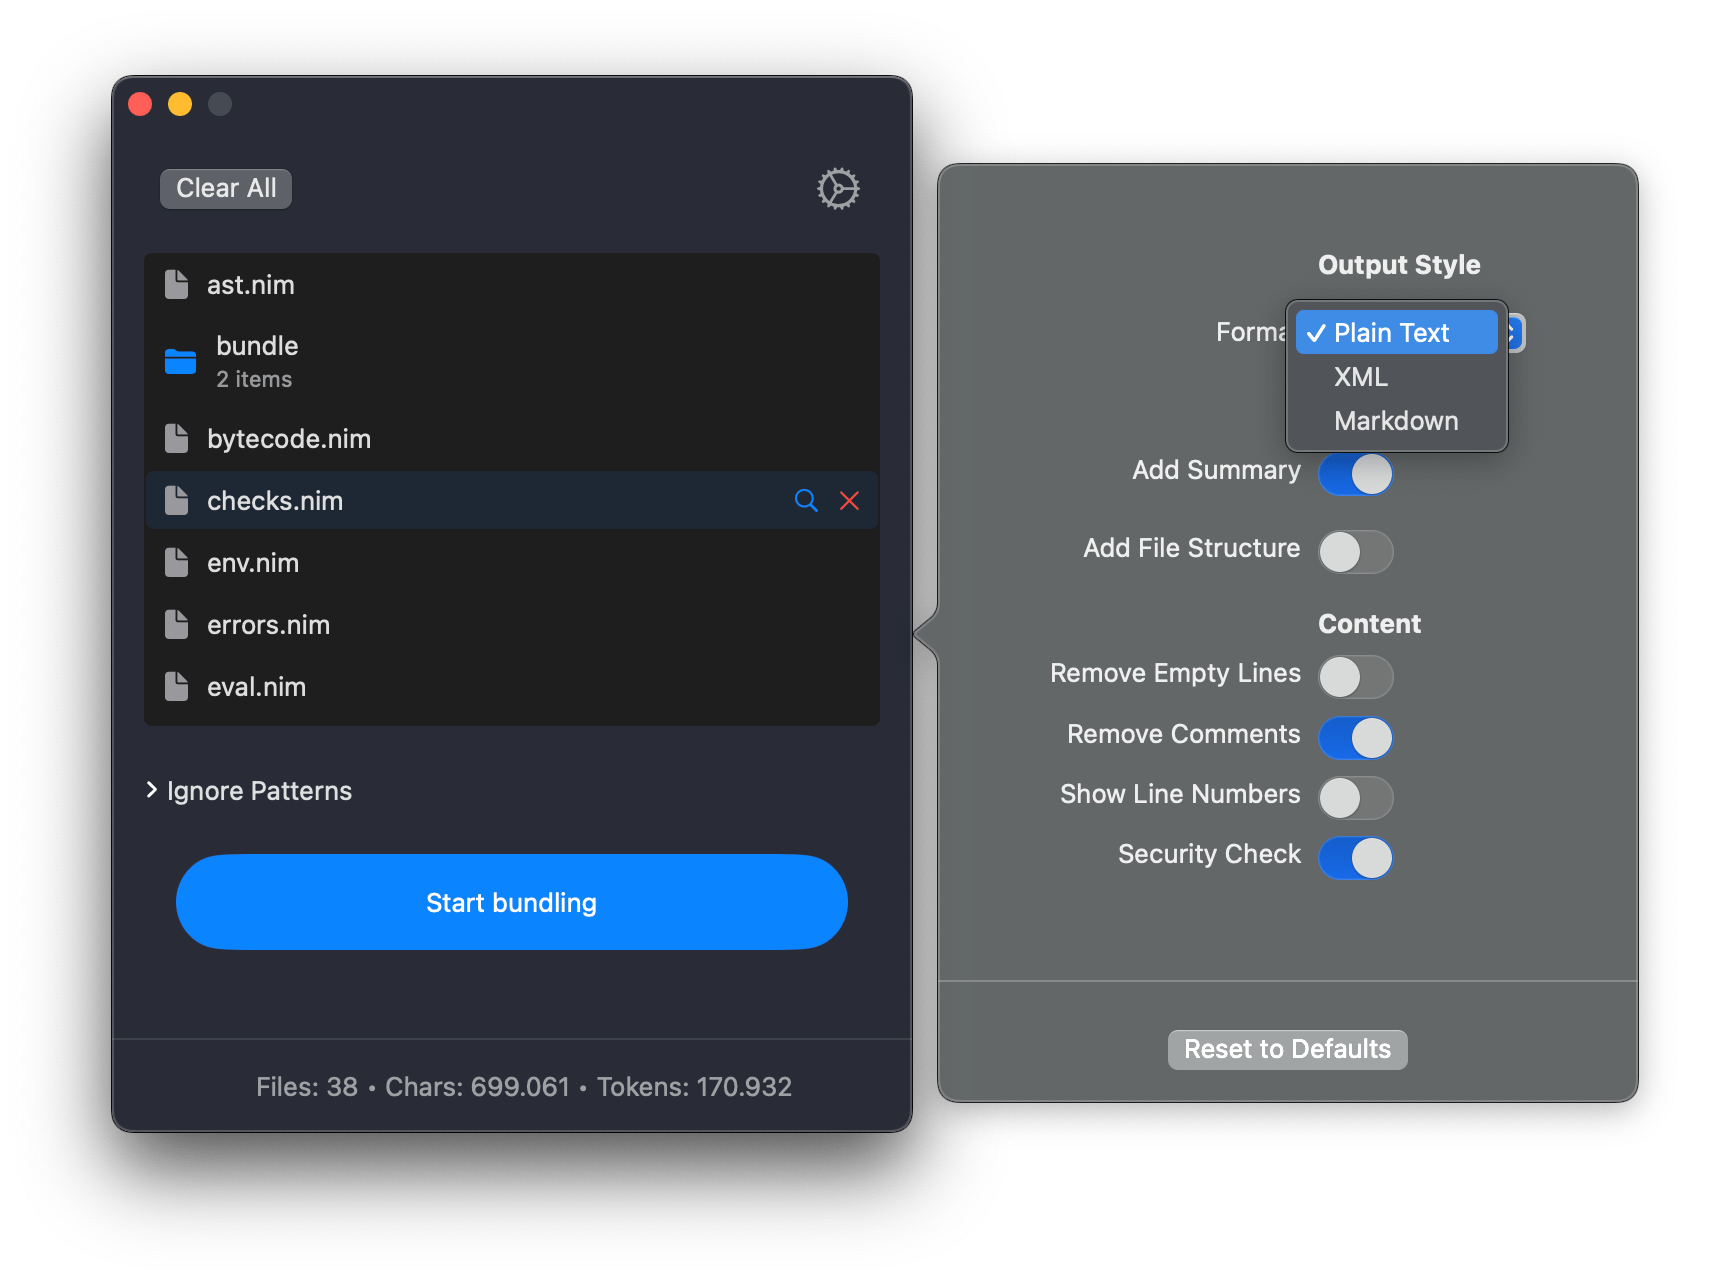 Clear All
ast.nim
bundle
2 items
bytecode.nim
checks.nim
env.nim
errors.nim
eval.nim
Ignore Patterns
Start bundling
Files: 38 • Chars: 699.061 • Tokens: 170.932
Output Style
Forma
Plain Text
XML
Markdown
Add Summary
Add File Structure
Content
Remove Empty Lines
Remove Comments
Show Line Numbers
Security Check
Reset to Defaults